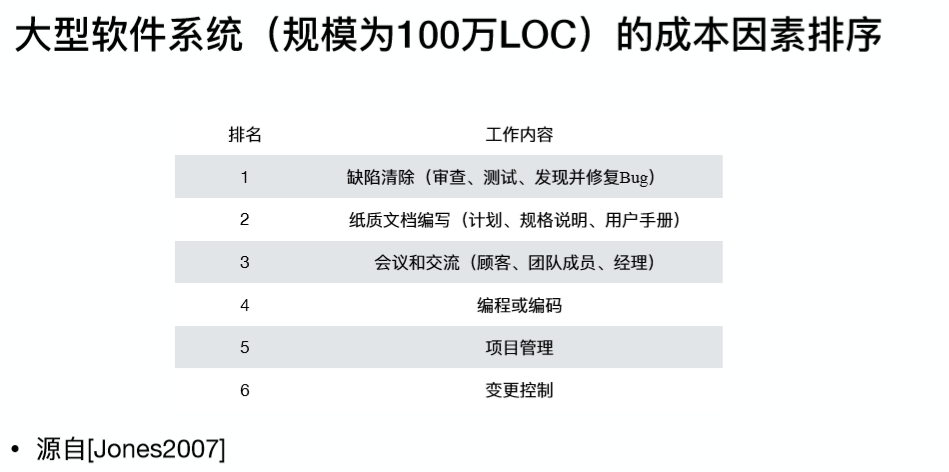 大型软件系统（规模为100万LOC）的成本因素排序
排名 工作内容
1 缺陷清除（审查、测试、发现并修复Bug）
2 纸质文档编写（计划、规格说明、用户手册）
3 会议和交流（顾客、团队成员、经理）
4 编程或编码
5 项目管理
6 变更控制
• 源自[Jones2007]